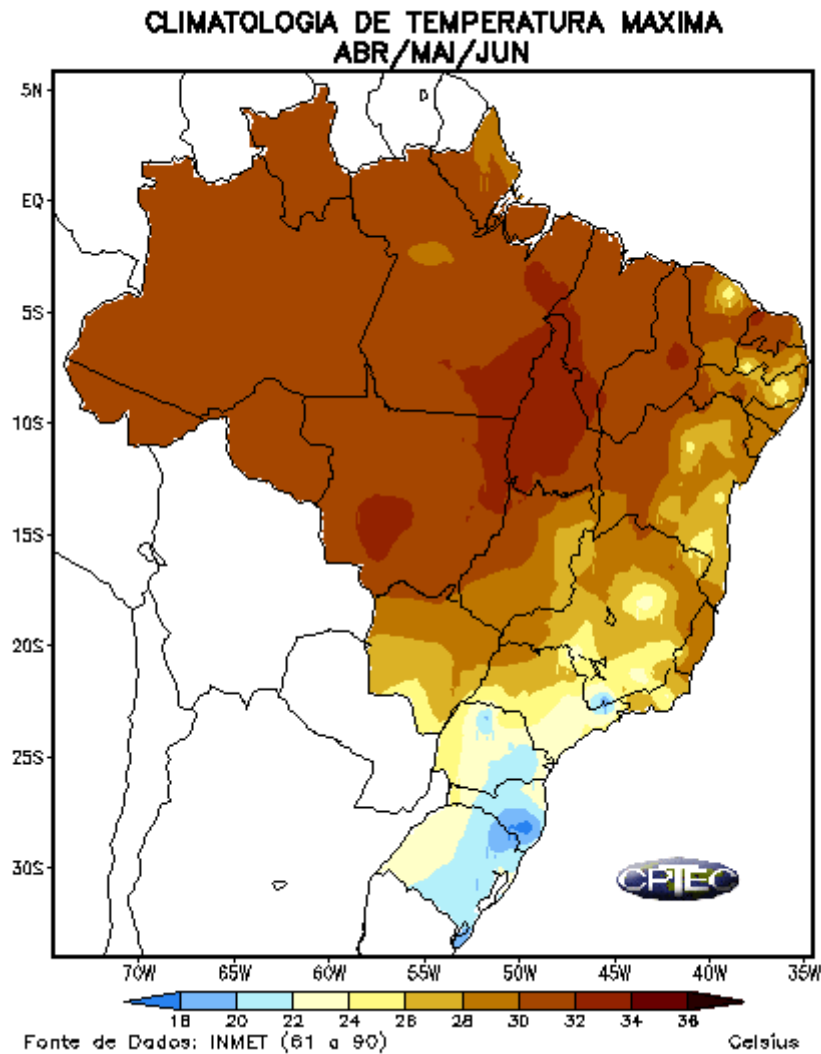 CLIMATOLOGIA DE TEMPERATURA MAXIMA
ABR/MAI/JUN
5N
EQ
5S
10S
15S
20S
25S
30S
CPTEC
70W 65W 60W 55W 50W 45W 40W 35W
18 20 22 24 26 28 30 32 34 36
Fonte de Dados: INMET (61 a 90) Celsius